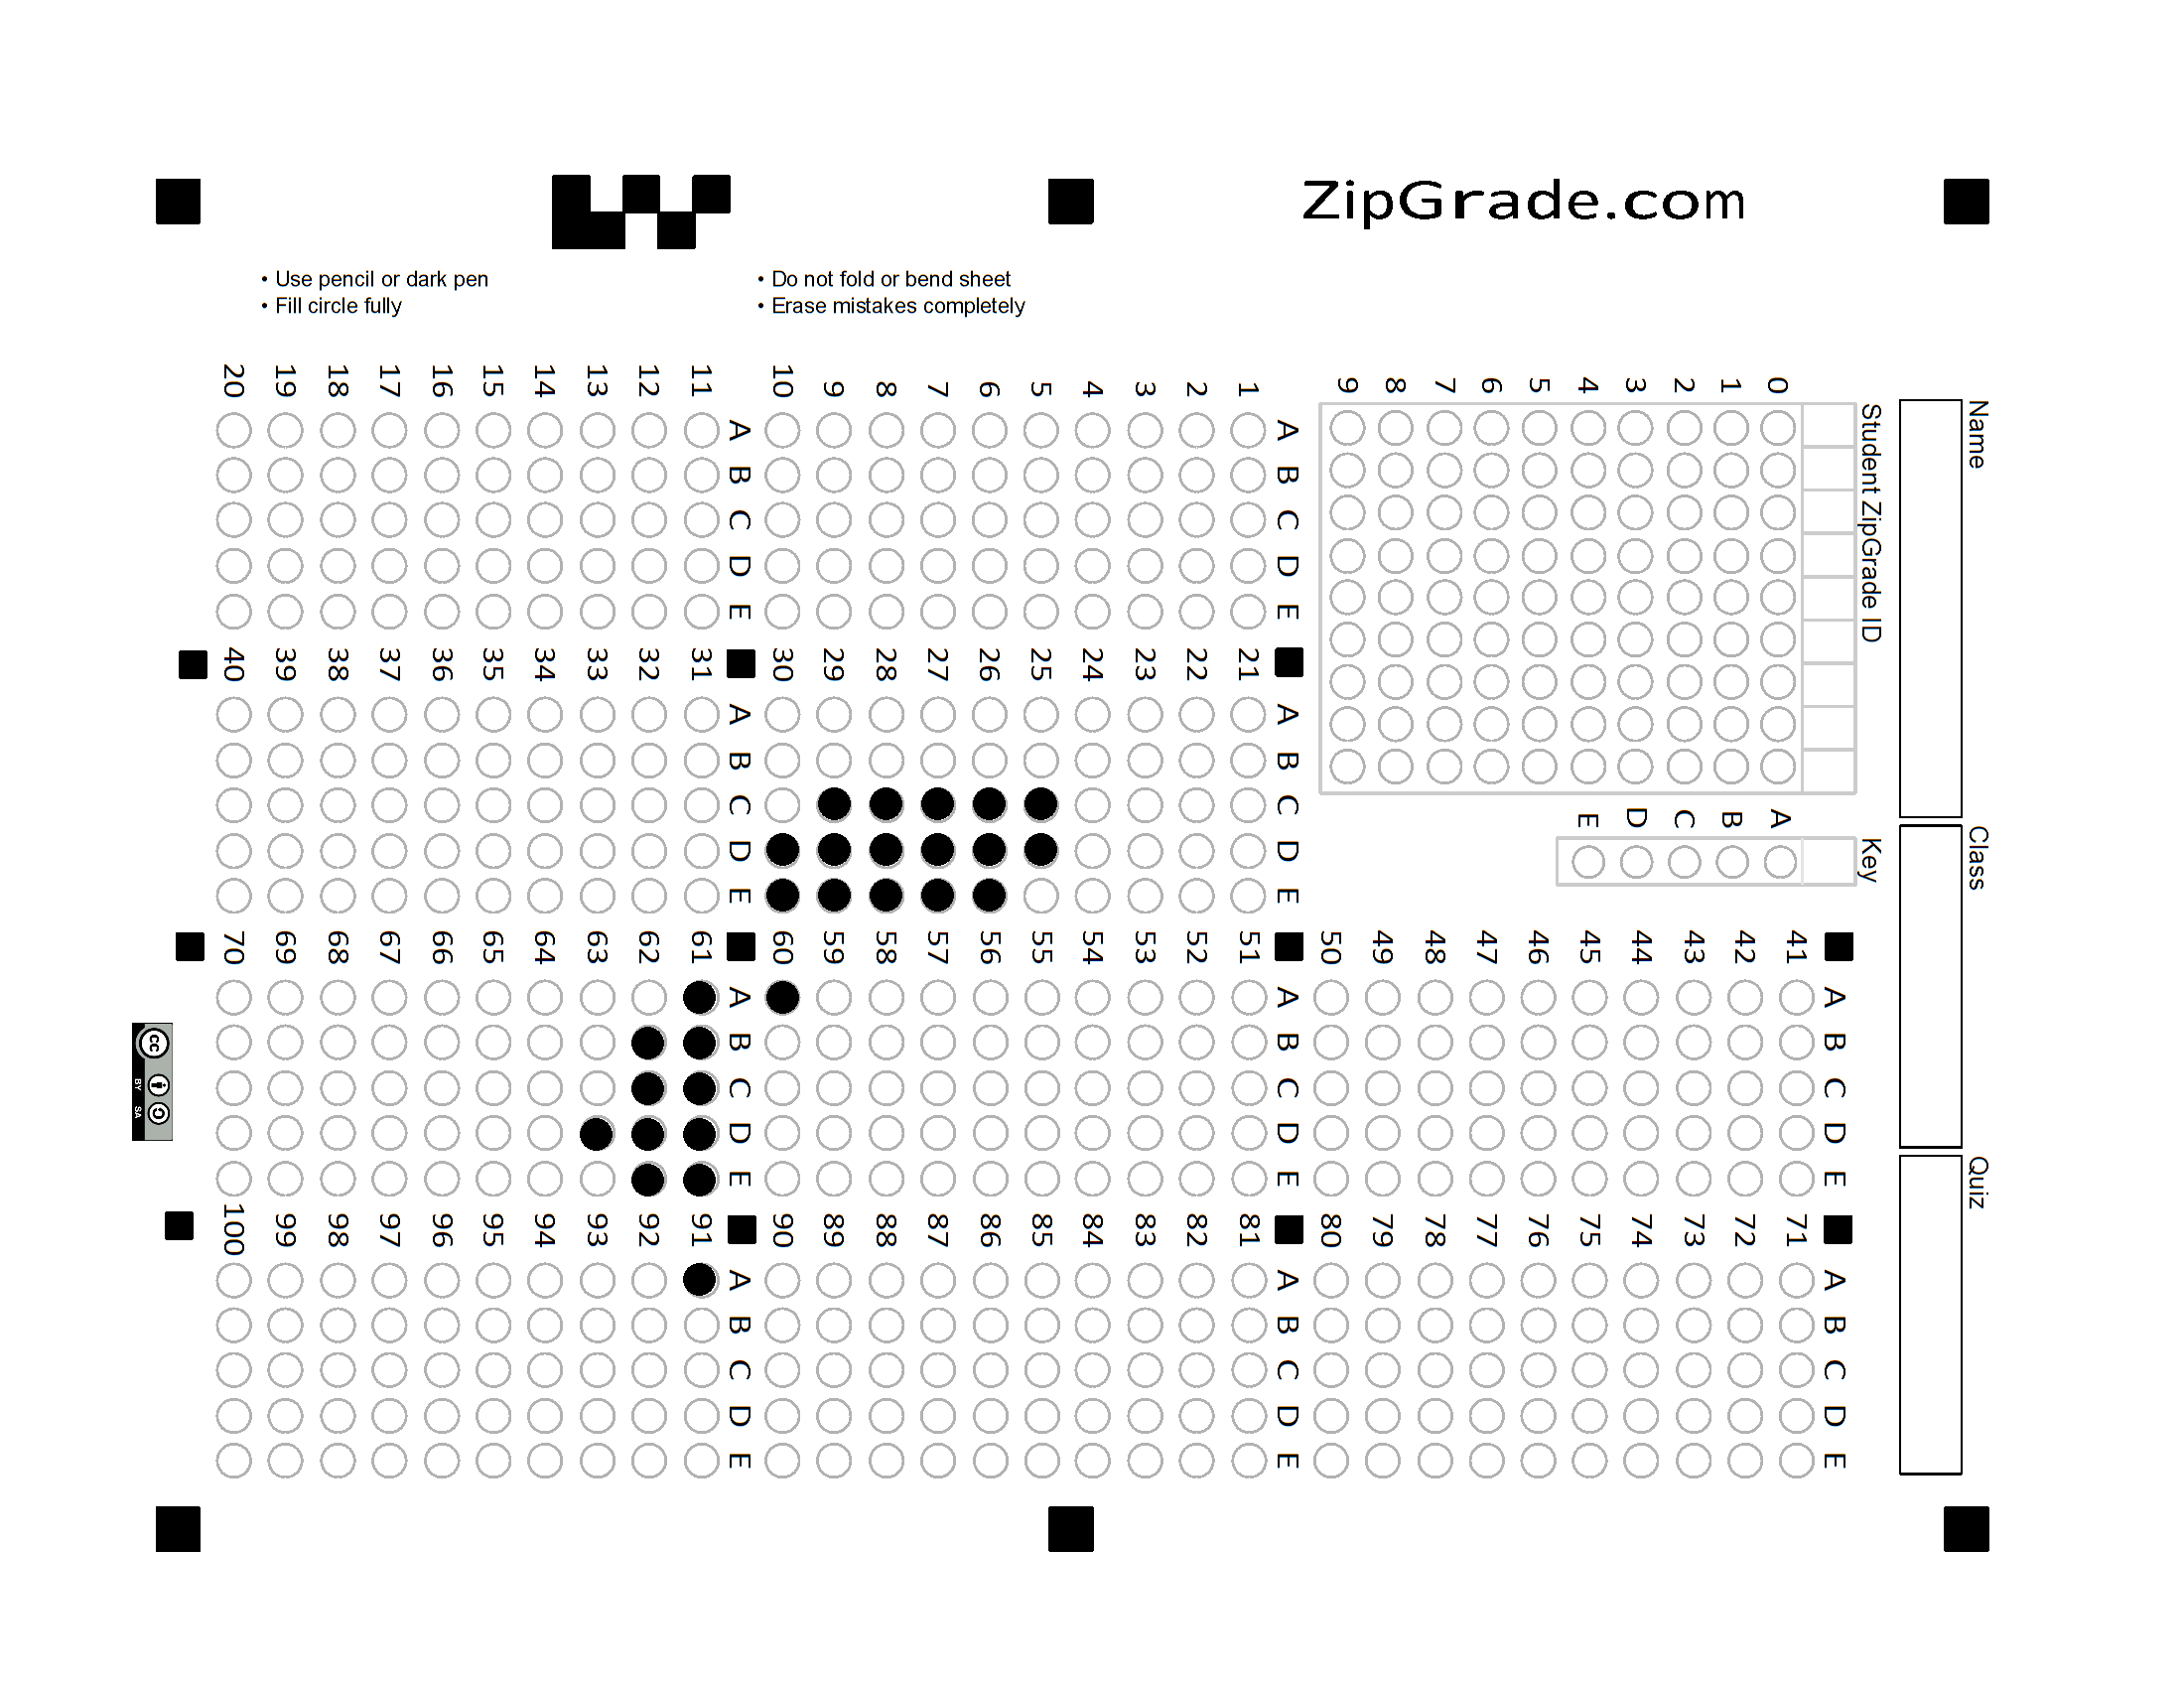 ZipGrade.com
• Use pencil or dark pen
• Fill circle fully
• Do not fold or bend sheet
• Erase mistakes completely
Name
Class
Quiz
Student ZipGrade ID
0 1 2 3 4 5 6 7 8 9
Key
A B C D E
1 2 3 4 5 6 7 8 9 10
A B C D E
11 12 13 14 15 16 17 18 19 20
A B C D E
21 22 23 24 25 26 27 28 29 30
A B C D E
31 32 33 34 35 36 37 38 39 40
A B C D E
41 42 43 44 45 46 47 48 49 50
A B C D E
51 52 53 54 55 56 57 58 59 60
A B C D E
61 62 63 64 65 66 67 68 69 70
A B C D E
71 72 73 74 75 76 77 78 79 80
A B C D E
81 82 83 84 85 86 87 88 89 90
A B C D E
91 92 93 94 95 96 97 98 99 100
A B C D E
cc
BY SA